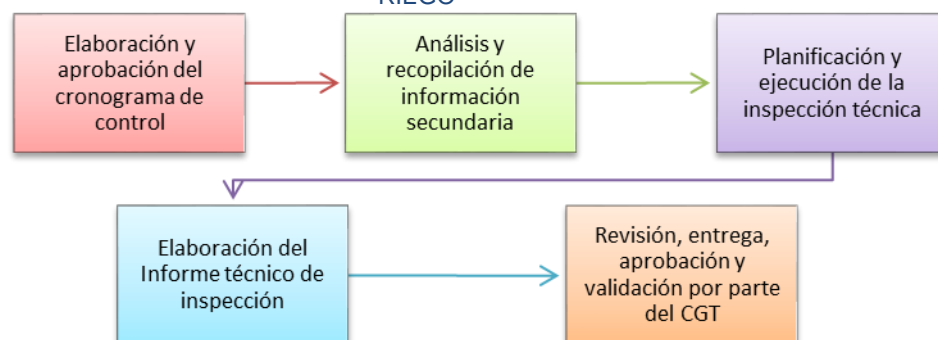 RIEGO
Elaboración y
aprobación del
cronograma de
control
Análisis y
recopilación de
información
secundaria
Planificación y
ejecución de la
inspección técnica
Elaboración del
Informe técnico de
inspección
Revisión, entrega,
aprobación y
validación por parte
del CGT